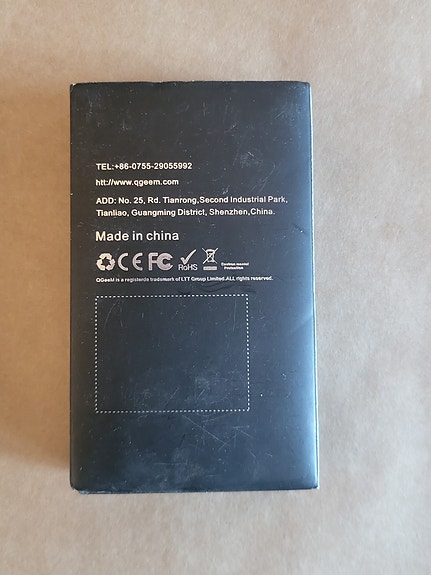 TEL:+86-0755-29055992
htt://www.qgeem.com
ADD: No. 25, Rd. Tianrong,Second Industrial Park,
Tianliao, Guangming District, Shenzhen,China.
Made in china
CE FC RoHS
QGeeM is a registerde trademark of LTT Group Limited.ALL rights reserved.